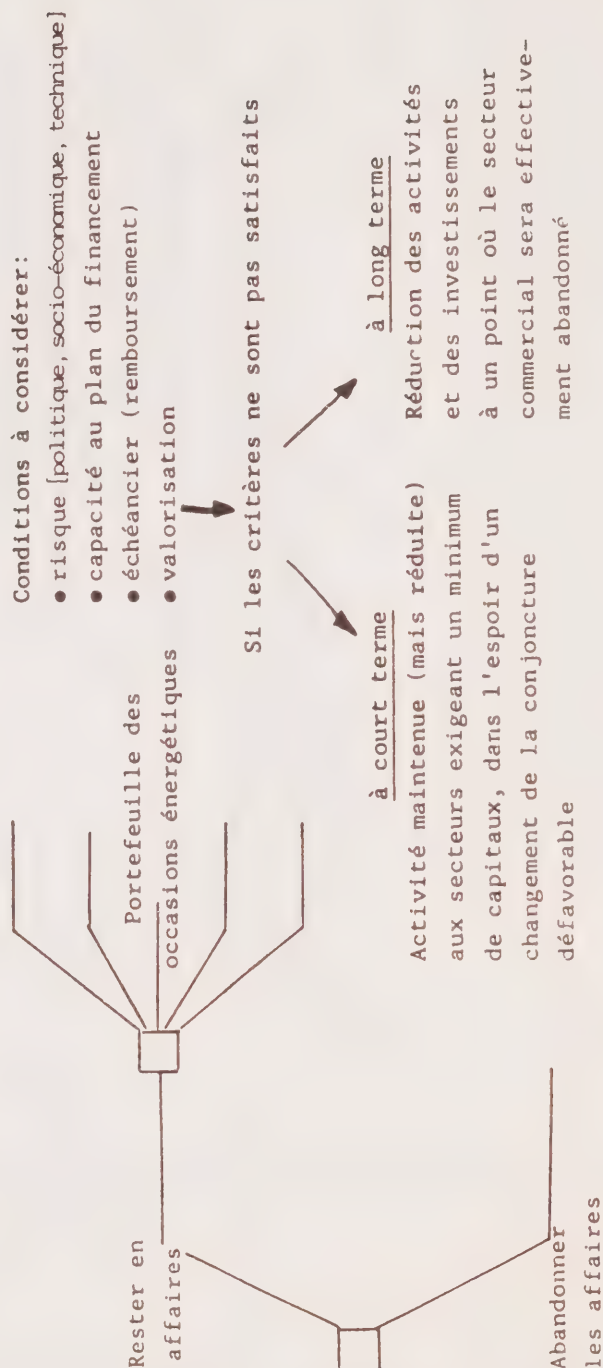 Conditions à considérer:
• risque [politique, socio-économique, technique]
• capacité au plan du financement
• échéancier (remboursement)
• valorisation
Si les critères ne sont pas satisfaits
à long terme
Réduction des activités
et des investissements
à un point où le secteur
commercial sera effective-
ment abandonné
à court terme
Activité maintenue (mais réduite)
aux secteurs exigeant un minimum
de capitaux, dans l'espoir d'un
changement de la conjoncture
défavorable
Portefeuille des
occasions énergétiques
Rester en
affaires
Abandonner
les affaires